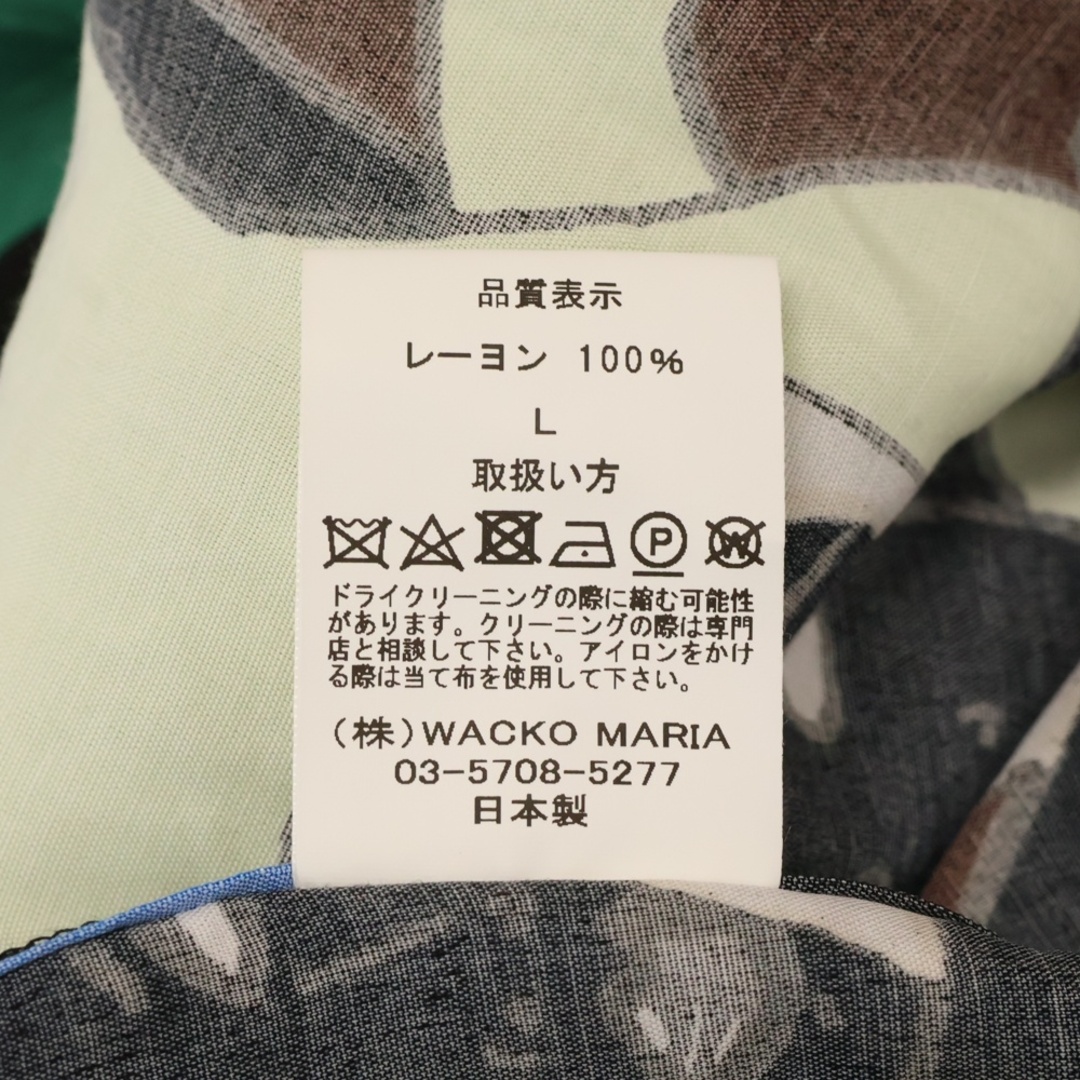 品質表示
レーヨン 100%
L
取扱い方
P W
ドライクリーニングの際に縮む可能性
があります。クリーニングの際は専門
店と相談して下さい。アイロンをかけ
る際は当て布を使用して下さい。
(株)WACKO MARIA
03-5708-5277
日本製